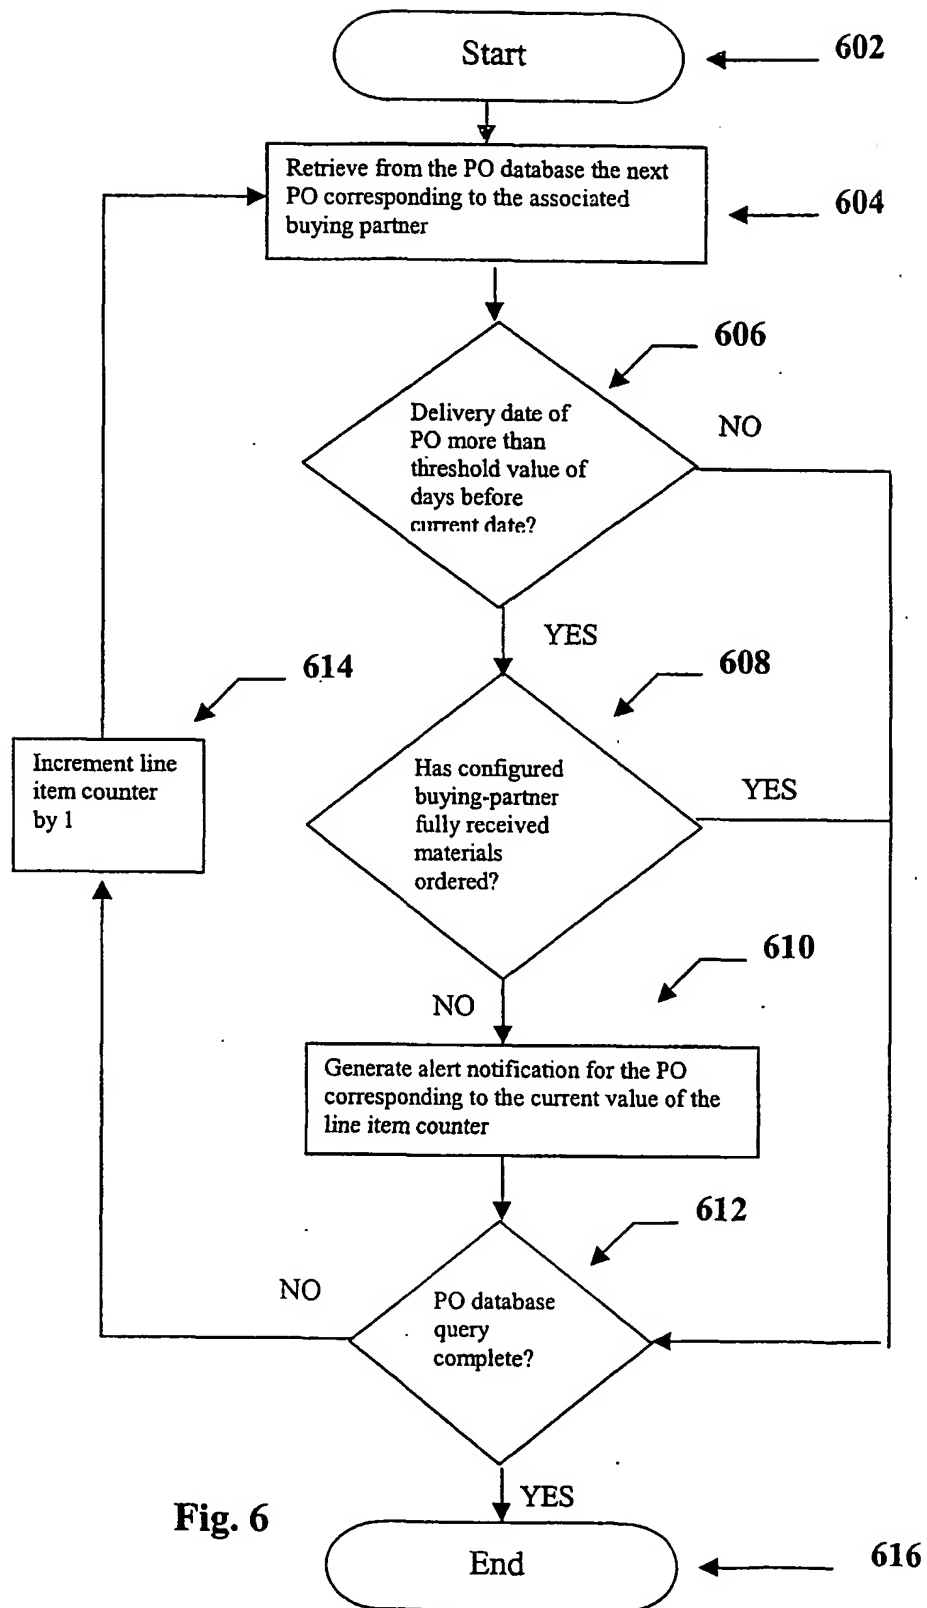 Start
602
Retrieve from the PO database the next
PO corresponding to the associated
buying partner
604
606
Delivery date of
PO more than
threshold value of
days before
current date?
NO
YES
614
608
Increment line
item counter
by 1
Has configured
buying-partner
fully received
materials
ordered?
YES
610
NO
Generate alert notification for the PO
corresponding to the current value of the
line item counter
612
NO
PO database
query
complete?
YES
Fig. 6
End
616